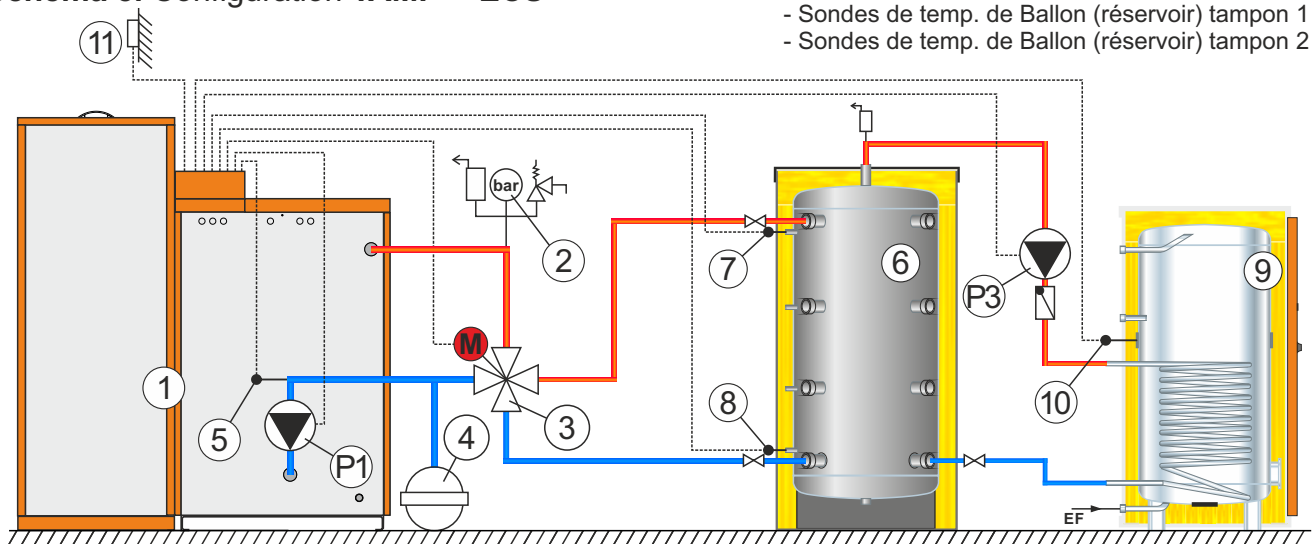 - Sondes de temp. de Ballon (réservoir) tampon 1
- Sondes de temp. de Ballon (réservoir) tampon 2
11
bar
2
7
6
P3
9
M
1
10
5
P1
4
3
8
EF